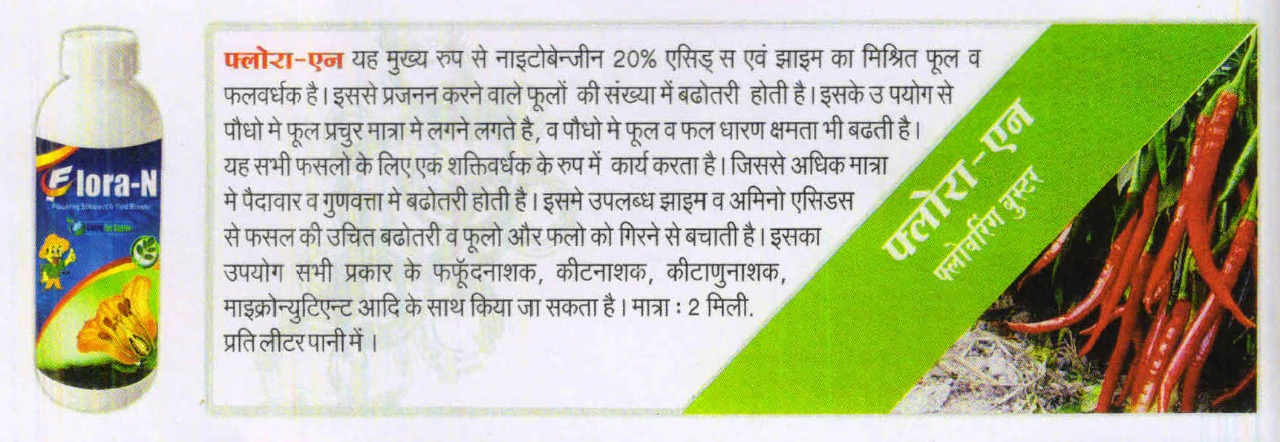 Flora-N
Flowering Stimulant & Yield Booster
फ्लोरा-एन यह मुख्य रुप से नाइटोबेन्जीन 20% एसिड् स एवं झाइम का मिश्रित फूल व
फलवर्धक है। इससे प्रजनन करने वाले फूलों की संख्या में बढोतरी होती है। इसके उ पयोग से
पौधो मे फूल प्रचुर मात्रा मे लगने लगते है, व पौधो मे फूल व फल धारण क्षमता भी बढती है।
यह सभी फसलो के लिए एक शक्तिवर्धक के रुप में कार्य करता है। जिससे अधिक मात्रा
मे पैदावार व गुणवत्ता मे बढोतरी होती है। इसमे उपलब्ध झाइम व अमिनो एसिडस
से फसल की उचित बढोतरी व फूलो और फलो को गिरने से बचाती है। इसका
उपयोग सभी प्रकार के फफूँदनाशक, कीटनाशक, कीटाणुनाशक,
माइक्रोन्युटिएन्ट आदि के साथ किया जा सकता है। मात्रा : 2 मिली.
प्रति लीटर पानी में ।
फ्लोरा-एन
फ्लोवरिंग बुस्टर